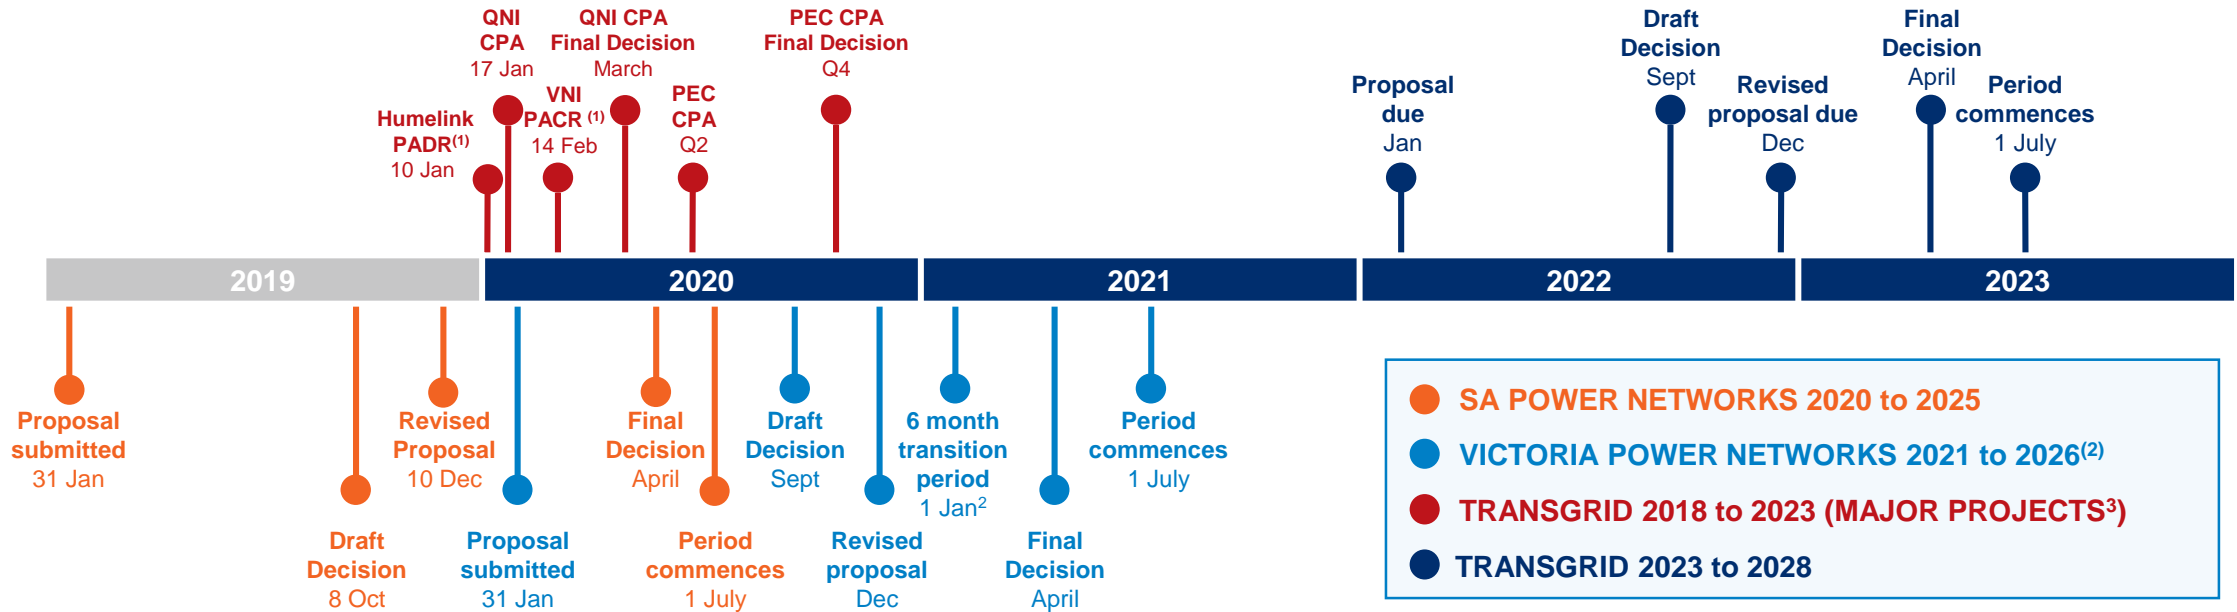 QNI
CPA
17 Jan
QNI CPA
Final Decision
March
PEC CPA
Final Decision
Q4
Humelink
PADR(1)
10 Jan
VNI
PACR (1)
14 Feb
PEC
CPA
Q2
Proposal
due
Jan
Draft
Decision
Sept
Revised
proposal due
Dec
Final
Decision
April
Period
commences
1 July
2019
2020
2021
2022
2023
Proposal
submitted
31 Jan
Draft
Decision
8 Oct
Revised
Proposal
10 Dec
Proposal
submitted
31 Jan
Final
Decision
April
Period
commences
1 July
Draft
Decision
Sept
Revised
proposal
Dec
6 month
transition
period
1 Jan2
Final
Decision
April
Period
commences
1 July
SA POWER NETWORKS 2020 to 2025
VICTORIA POWER NETWORKS 2021 to 2026(2)
TRANSGRID 2018 to 2023 (MAJOR PROJECTS3)
TRANSGRID 2023 to 2028